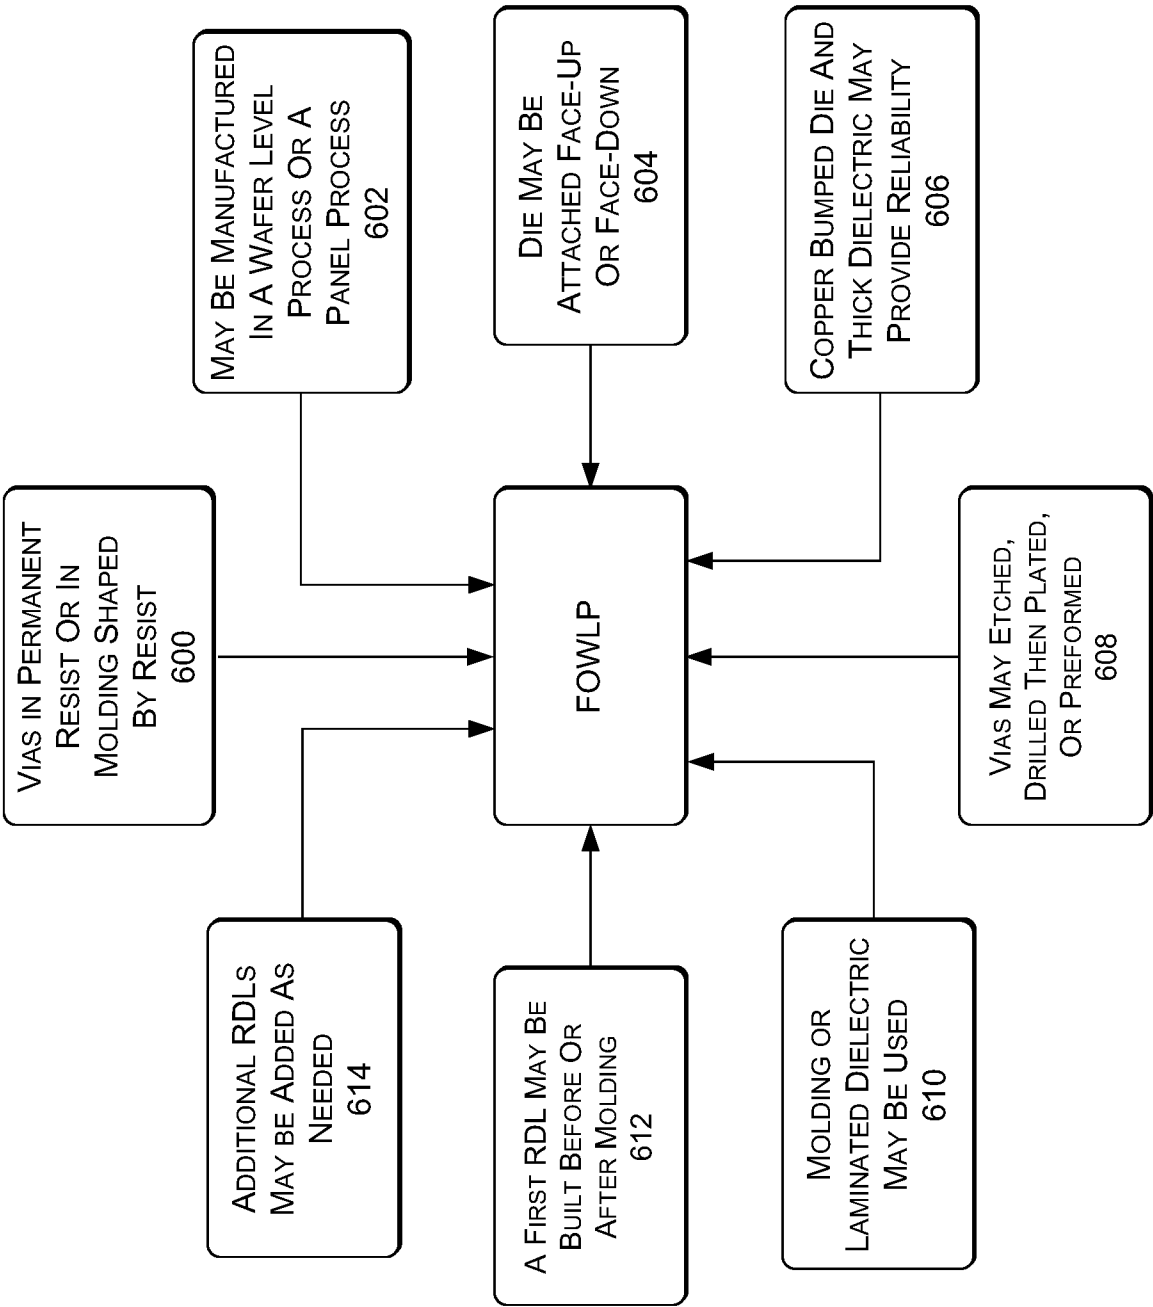 VIAS IN PERMANENT
RESIST OR IN
MOLDING SHAPED
BY RESIST
600
ADDITIONAL RDLS
MAY BE ADDED AS
NEEDED
614
MAY BE MANUFACTURED
IN A WAFER LEVEL
PROCESS OR A
PANEL PROCESS
602
A FIRST RDL MAY BE
BUILT BEFORE OR
AFTER MOLDING
612
FOWLP
DIE MAY BE
ATTACHED FACE-UP
OR FACE-DOWN
604
MOLDING OR
LAMINATED DIELECTRIC
MAY BE USED
610
COPPER BUMPED DIE AND
THICK DIELECTRIC MAY
PROVIDE RELIABILITY
606
VIAS MAY ETCHED,
DRILLED THEN PLATED,
OR PREFORMED
608